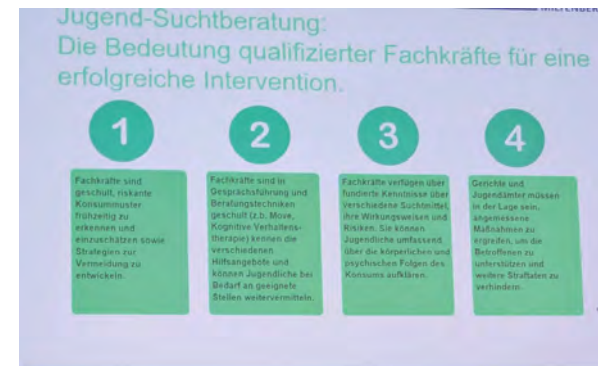 MILTENBER
Jugend-Suchtberatung:
Die Bedeutung qualifizierter Fachkräfte für eine
erfolgreiche Intervention.
1
Fachkräfte sind
geschult, riskante
Konsummuster
frühzeitig zu
erkennen und
einzuschätzen sowie
Strategien zur
Vermeidung zu
entwickeln.
2
Fachkräfte sind in
Gesprächsführung und
Beratungstechniken
geschult (z.b. Move,
Kognitive Verhaltens-
therapie) kennen die
verschiedenen
Hilfsangebote und
können Jugendliche bei
Bedarf an geeignete
Stellen weitervermitteln.
3
Fachkräfte verfügen über
fundierte Kenntnisse über
verschiedene Suchtmittel,
ihre Wirkungsweisen und
Risiken. Sie können
Jugendliche umfassend
über die körperlichen und
psychischen Folgen des
Konsums aufklären.
4
Gerichte und
Jugendämter müssen
in der Lage sein,
angemessene
Maßnahmen zu
ergreifen, um die
Betroffenen zu
unterstützen und
weitere Straftaten zu
verhindern.